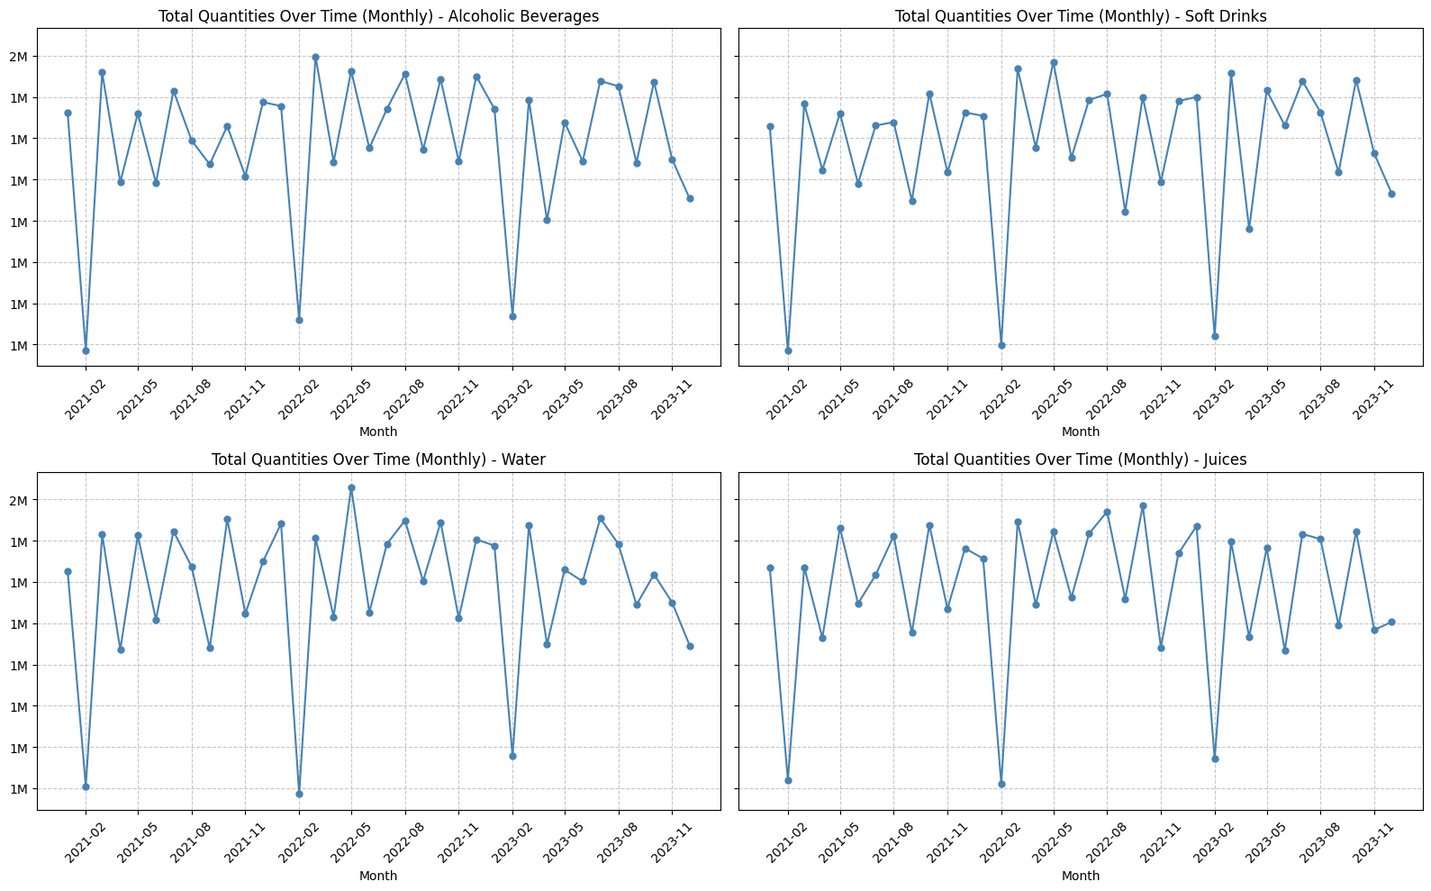 Total Quantities Over Time (Monthly) - Alcoholic Beverages
2M
1M
1M
1M
1M
1M
1M
1M
2021-02
2021-05
2021-08
2021-11
2022-02
2022-05
2022-08
2022-11
2023-02
2023-05
2023-08
2023-11
Month
Total Quantities Over Time (Monthly) - Soft Drinks
2021-02
2021-05
2021-08
2021-11
2022-02
2022-05
2022-08
2022-11
2023-02
2023-05
2023-08
2023-11
Month
Total Quantities Over Time (Monthly) - Water
2M
1M
1M
1M
1M
1M
1M
1M
2021-02
2021-05
2021-08
2021-11
2022-02
2022-05
2022-08
2022-11
2023-02
2023-05
2023-08
2023-11
Month
Total Quantities Over Time (Monthly) - Juices
2021-02
2021-05
2021-08
2021-11
2022-02
2022-05
2022-08
2022-11
2023-02
2023-05
2023-08
2023-11
Month